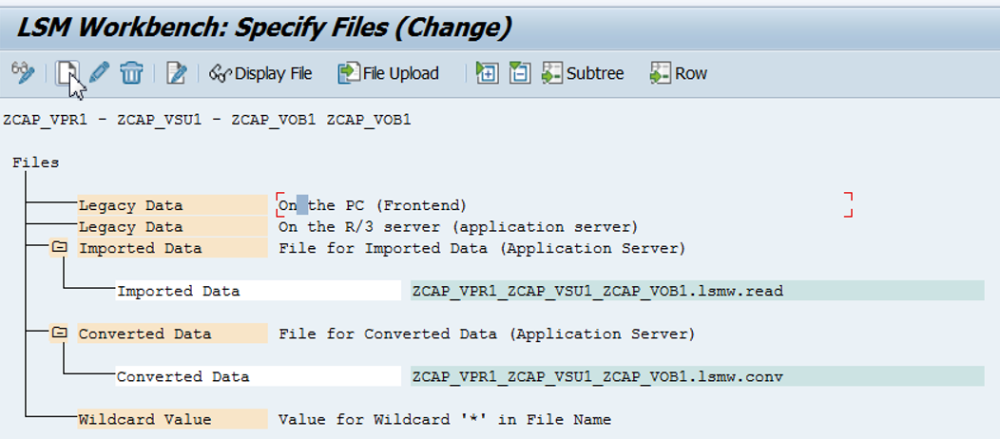 LSM Workbench: Specify Files (Change)
Display File File Upload Subtree Row
ZCAP_VPR1 - ZCAP_VSU1 - ZCAP_VOB1 ZCAP_VOB1
Files
Legacy Data On the PC (Frontend)
Legacy Data On the R/3 server (application server)
Imported Data File for Imported Data (Application Server)
Imported Data ZCAP_VPR1_ZCAP_VSU1_ZCAP_VOB1.lsmw.read
Converted Data File for Converted Data (Application Server)
Converted Data ZCAP_VPR1_ZCAP_VSU1_ZCAP_VOB1.lsmw.conv
Wildcard Value Value for Wildcard '*' in File Name